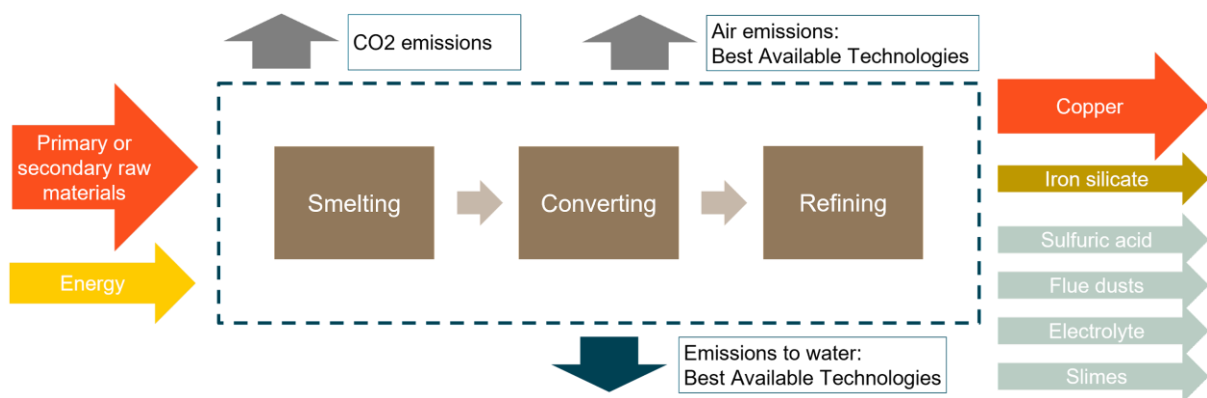 CO2 emissions
Air emissions:
Best Available Technologies
Primary or
secondary raw
materials
Energy
Smelting
Converting
Refining
Copper
Iron silicate
Sulfuric acid
Flue dusts
Electrolyte
Slimes
Emissions to water:
Best Available Technologies